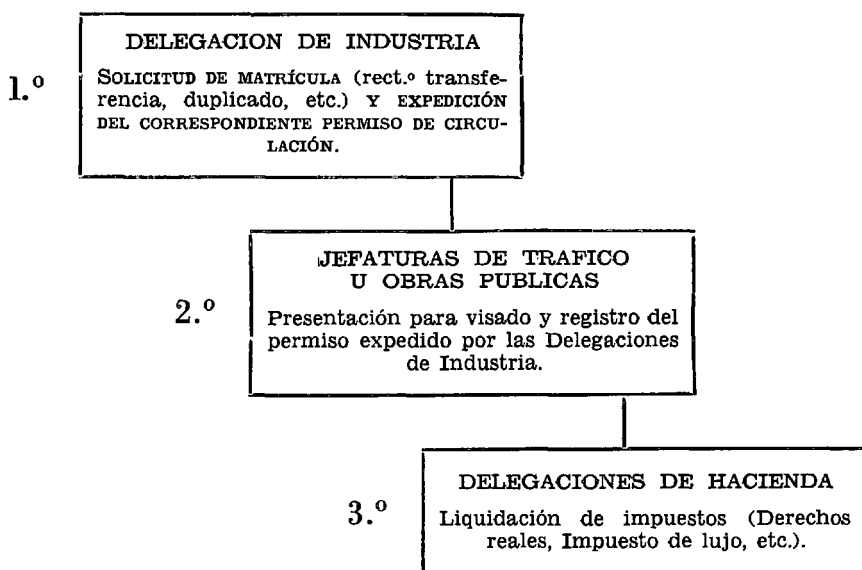 DELEGACION DE INDUSTRIA
1.º
SOLICITUD DE MATRÍCULA (rect.º transfe-
rencia, duplicado, etc.) Y EXPEDICIÓN
DEL CORRESPONDIENTE PERMISO DE CIRCU-
LACIÓN.
JEFATURAS DE TRAFICO
U OBRAS PUBLICAS
2.º
Presentación para visado y registro del
permiso expedido por las Delegaciones
de Industria.
DELEGACIONES DE HACIENDA
3.º
Liquidación de impuestos (Derechos
reales, Impuesto de lujo, etc.).